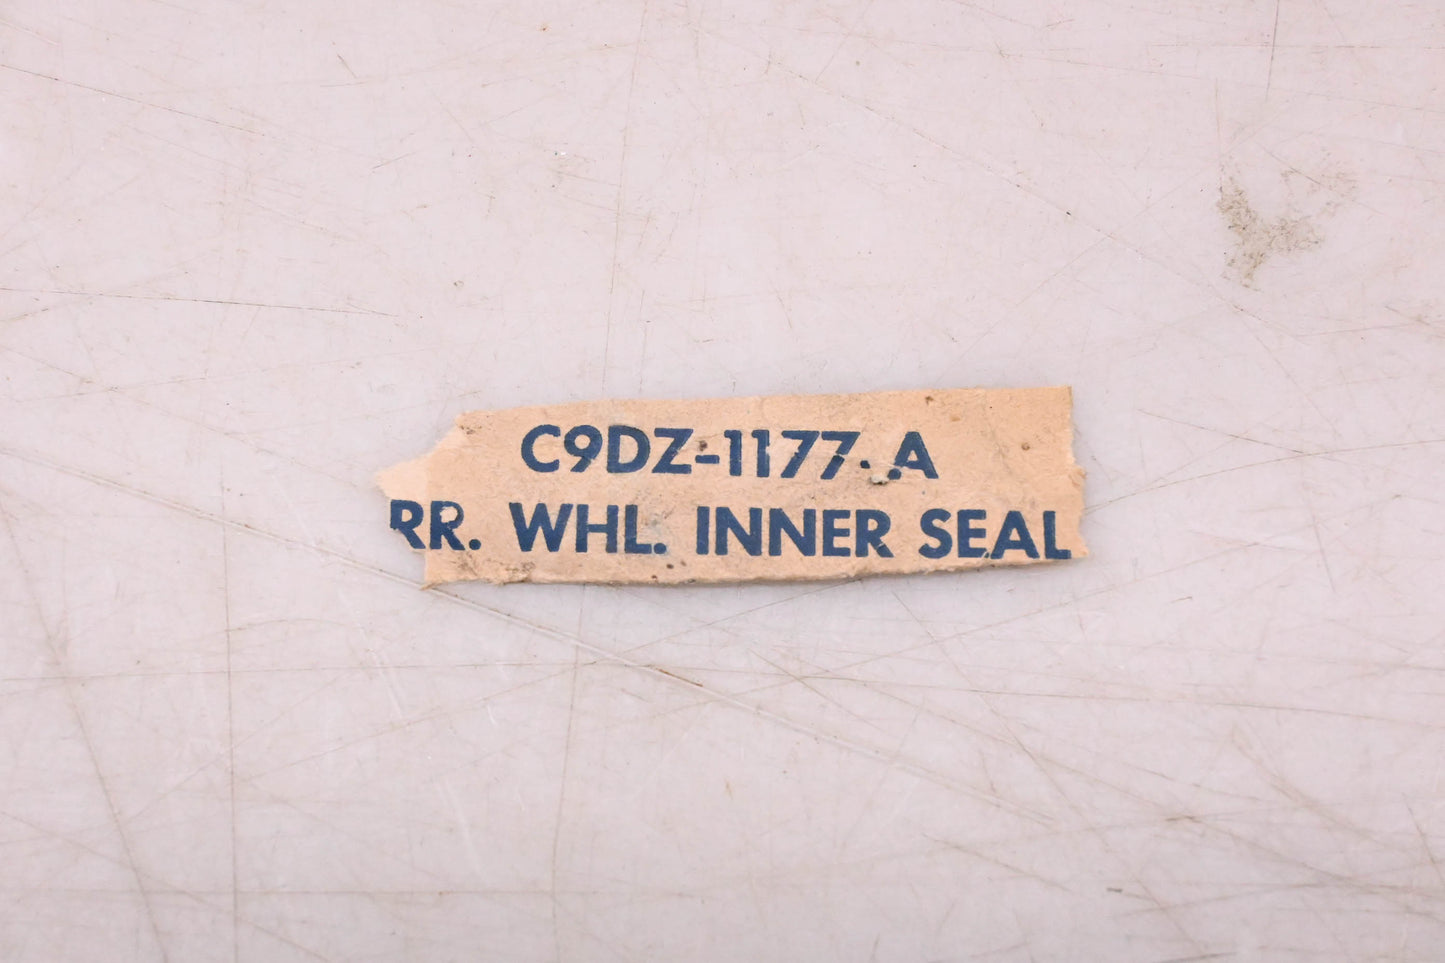 C9DZ-1177-A
RR. WHL. INNER SEAL